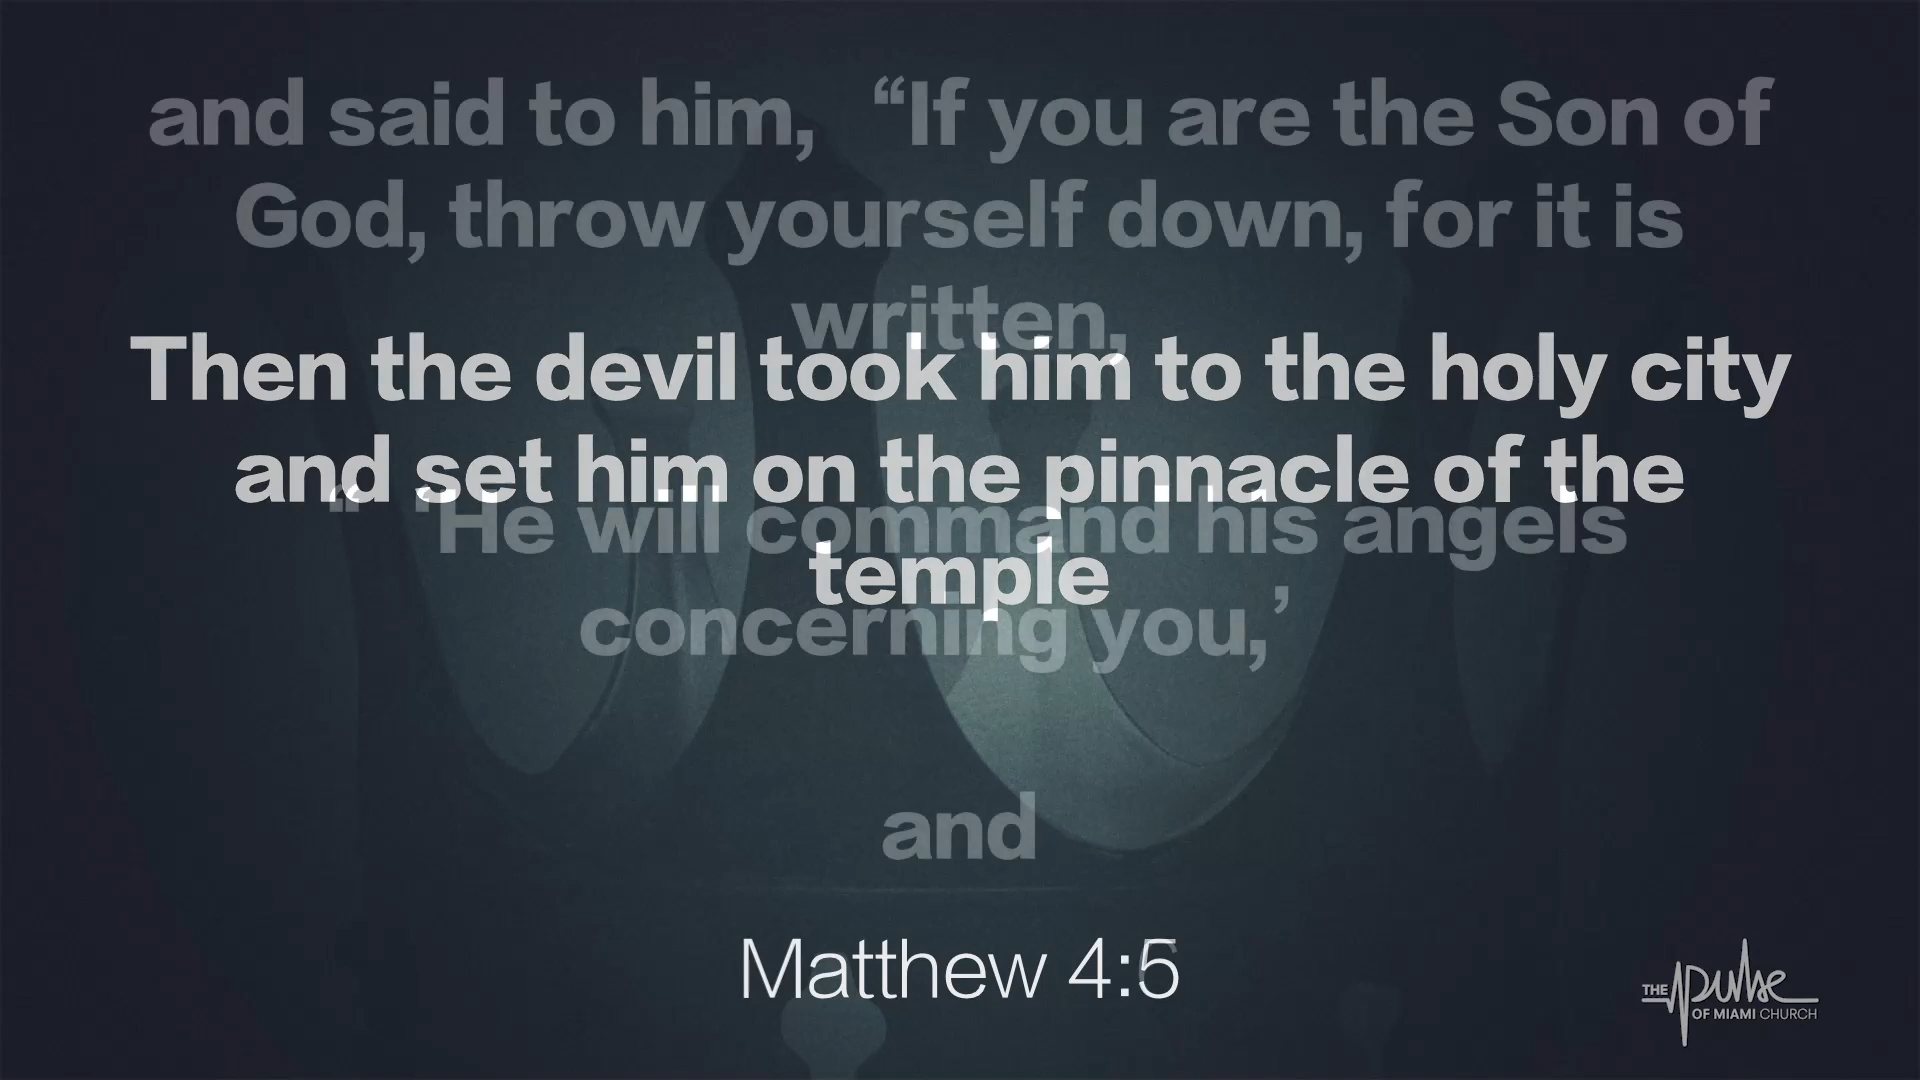 and said to him, “If you are the Son of
God, throw yourself down, for it is
written,
“ ‘He will command his angels
concerning you,’
and
Then the devil took him to the holy city
and set him on the pinnacle of the
temple
Matthew 4:5
THE pulse
OF MIAMI CHURCH